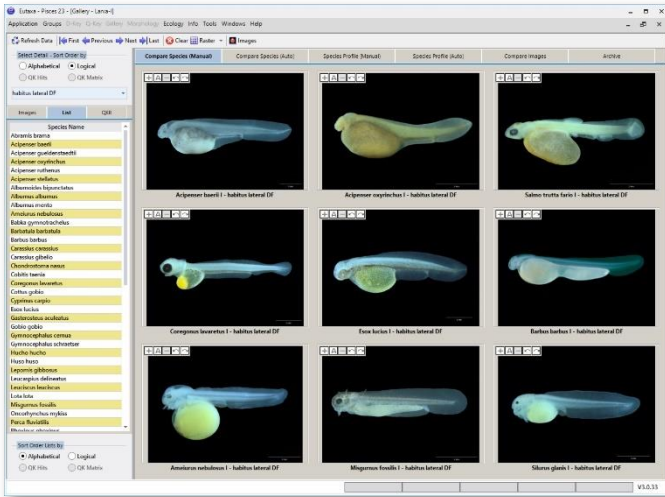 Eutaxa - Pisces 23 - [Gallery - Larva-I]
Application Groups D-Key D-Key Gallery Morphology Ecology Info Tools Windows Help
Refresh Data First Previous Next Last Clear Raster Images
Select Detail - Sort Order by
Alphabetical Logical
QK Hits QK Matrix
habitus lateral DF
Images List QBE
Compare Species (Manual) Compare Species (Auto) Species Profile (Manual) Species Profile (Auto) Compare Images Archive
Species Name
Abramis brama
Acipenser baerii
Acipenser gueldenstaedtii
Acipenser oxyrinchus
Acipenser ruthenus
Acipenser stellatus
Alburnoides bipunctatus
Alburnus alburnus
Alburnus mento
Ameiurus nebulosus
Babka gymnotrachelus
Barbatula barbatula
Barbus barbus
Carassius carassius
Carassius gibelio
Chondrostoma nasus
Cobitis taenia
Coregonus lavaretus
Cottus gobio
Cyprinus carpio
Esox lucius
Gasterosteus aculeatus
Gobio gobio
Gymnocephalus cernua
Gymnocephalus schraetser
Hucho hucho
Huso huso
Lepomis gibbosus
Leucaspius delineatus
Leuciscus leuciscus
Lota lota
Misgurnus fossilis
Oncorhynchus mykiss
Perca fluviatilis
Acipenser baerii I - habitus lateral DF
Acipenser oxyrinchus I - habitus lateral DF
Salmo trutta fario I - habitus lateral DF
Coregonus lavaretus I - habitus lateral DF
Esox lucius I - habitus lateral DF
Barbus barbus I - habitus lateral DF
Ameiurus nebulosus I - habitus lateral DF
Misgurnus fossilis I - habitus lateral DF
Silurus glanis I - habitus lateral DF
Sort Order Lists by
Alphabetical Logical
QK Hits QK Matrix
V3.0.33